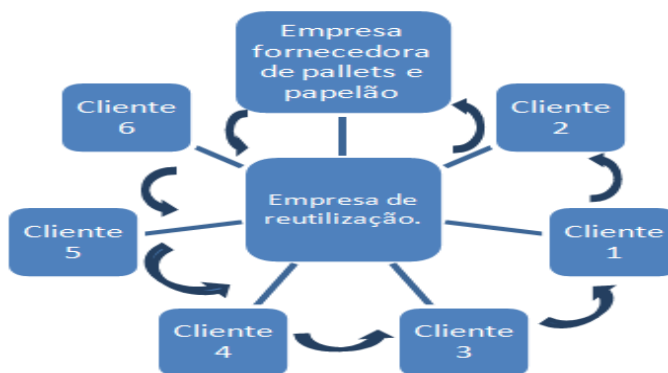 Empresa
fornecedora
de pallets e
papelão
Cliente
6
Cliente
2
Empresa de
reutilização.
Cliente
5
Cliente
1
Cliente
4
Cliente
3